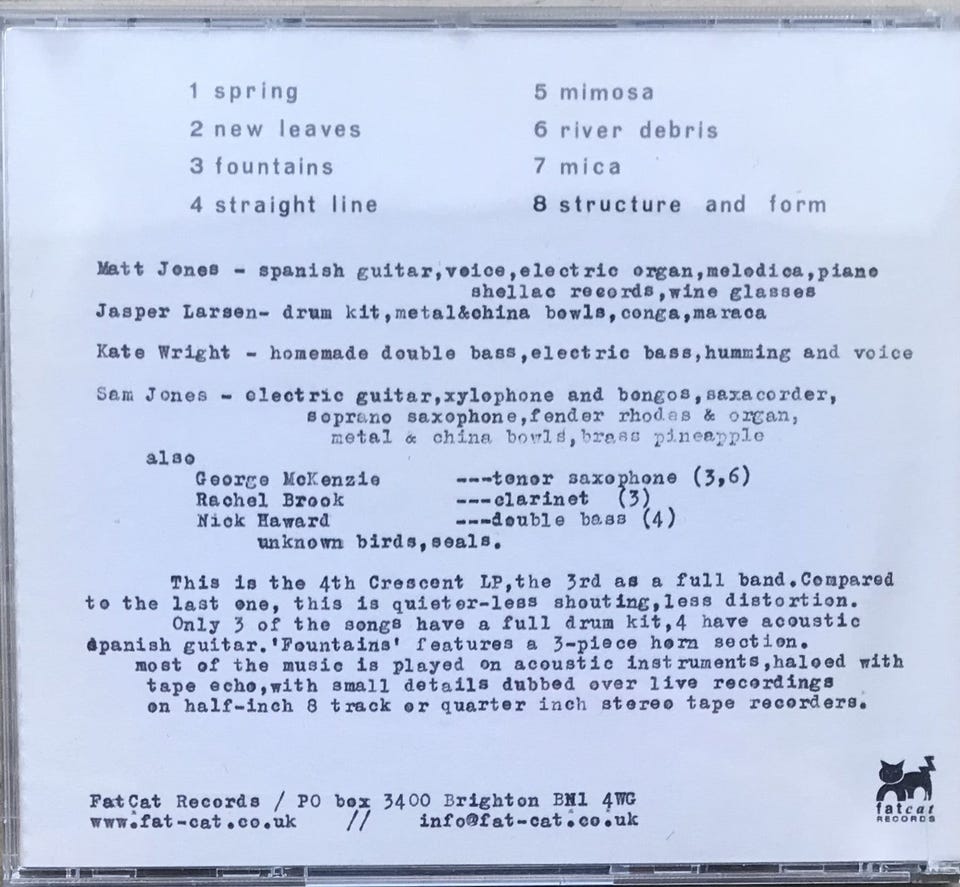 1 spring
2 new leaves
3 fountains
4 straight line
5 mimosa
6 river debris
7 mica
8 structure and form
Matt Jones - spanish guitar,voice,electric organ,melodica,piano
shellac records,wine glasses
Jasper Larsen- drum kit,metal&china bowls,conga,maraca
Kate Wright - homemade double bass,electric bass,humming and voice
Sam Jones - electric guitar,xylophone and bongos,saxacorder,
soprano saxophone,fender rhodes & organ,
metal & china bowls,brass pineapple
also
George McKenzie ---tenor saxophone (3,6)
Rachel Brook ---clarinet (3)
Nick Haward ---double bass (4)
unknown birds,seals.
This is the 4th Crescent LP,the 3rd as a full band.Compared
to the last one, this is quieter-less shouting,less distortion.
Only 3 of the songs have a full drum kit,4 have acoustic
spanish guitar.'Fountains' features a 3-piece horn section.
most of the music is played on acoustic instruments,haloed with
tape echo,with small details dubbed over live recordings
on half-inch 8 track or quarter inch stereo tape recorders.
FatCat Records / PO box 3400 Brighton BN1 4WG
www.fat-cat.co.uk // info@fat-cat.co.uk
fatcat
RECORDS